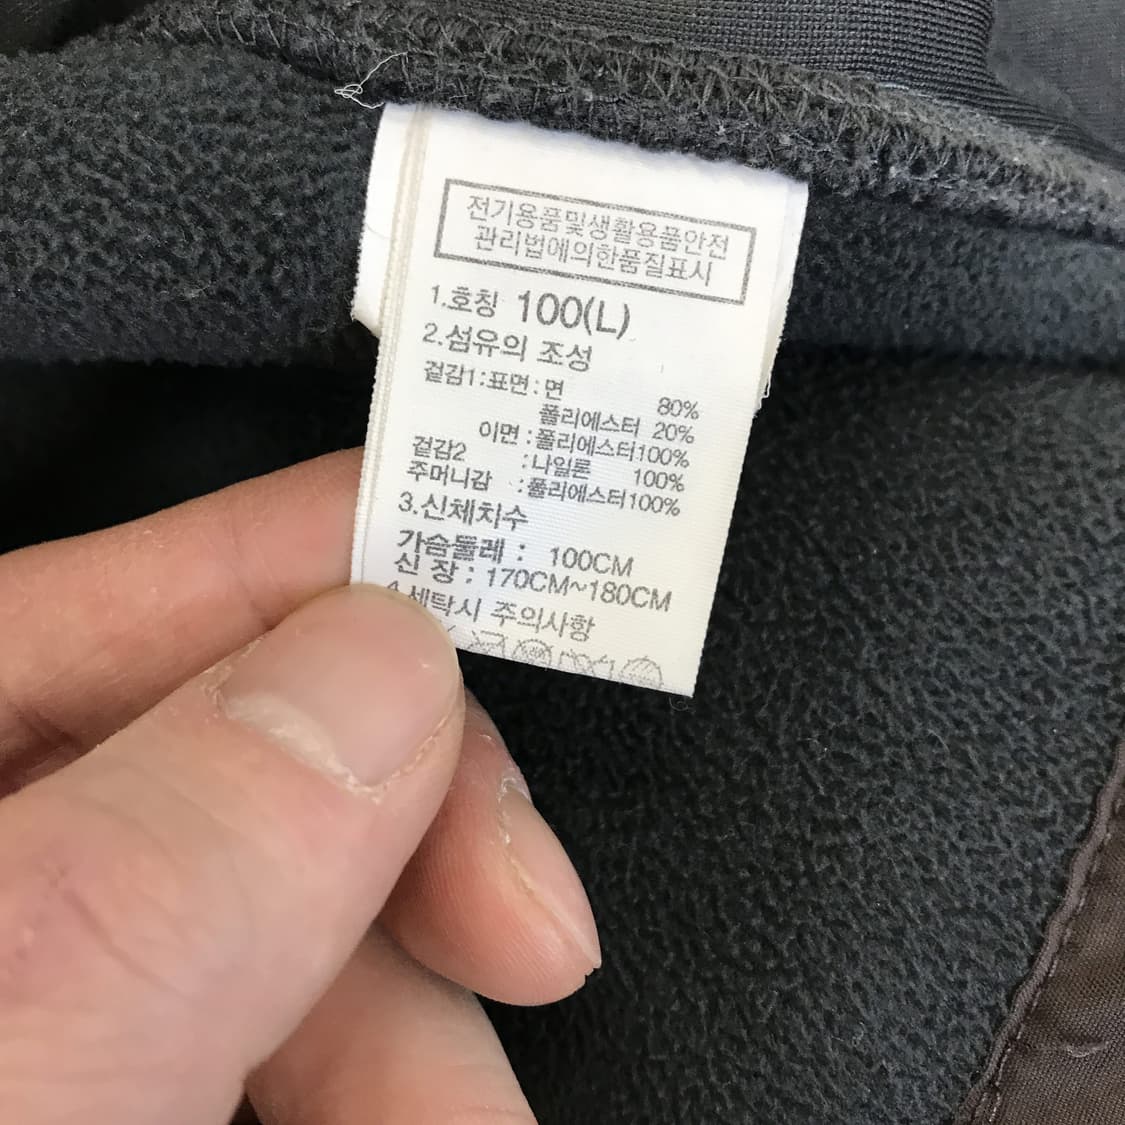 전기용품및생활용품안전
관리법에의한품질표시
1.호칭 100(L)
2.섬유의 조성
겉감1:표면:면 80%
폴리에스터 20%
이면:폴리에스터100%
겉감2 :나일론 100%
주머니감 :폴리에스터100%
3.신체치수
가슴둘레 : 100CM
신 장 : 170CM~180CM
4.세탁시 주의사항